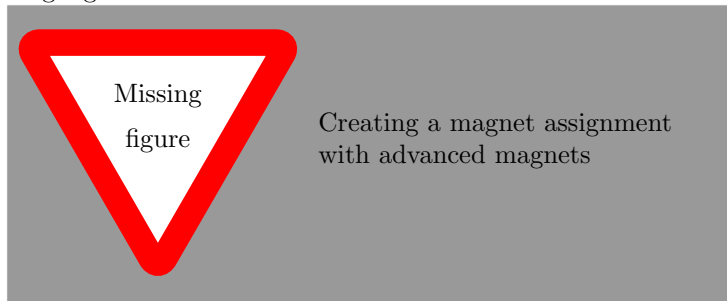 Missing
figure
Creating a magnet assignment
with advanced magnets